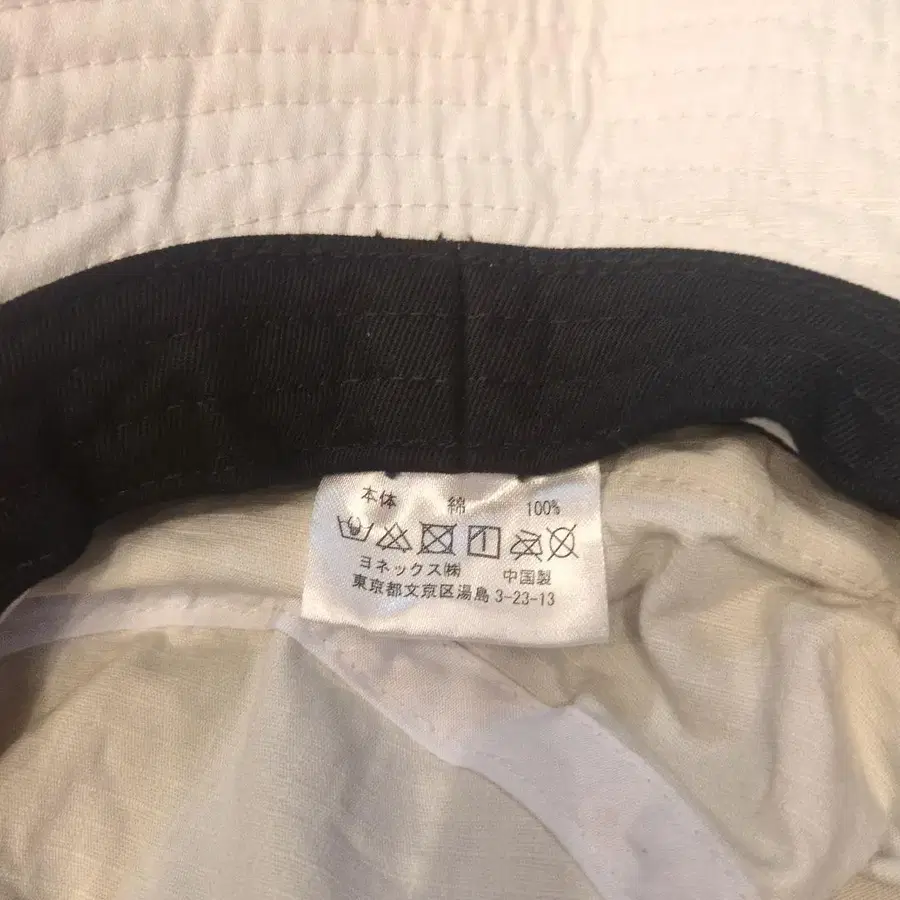 本体 綿 100%
ヨネックス㈱ 中国製
東京都文京区湯島 3-23-13